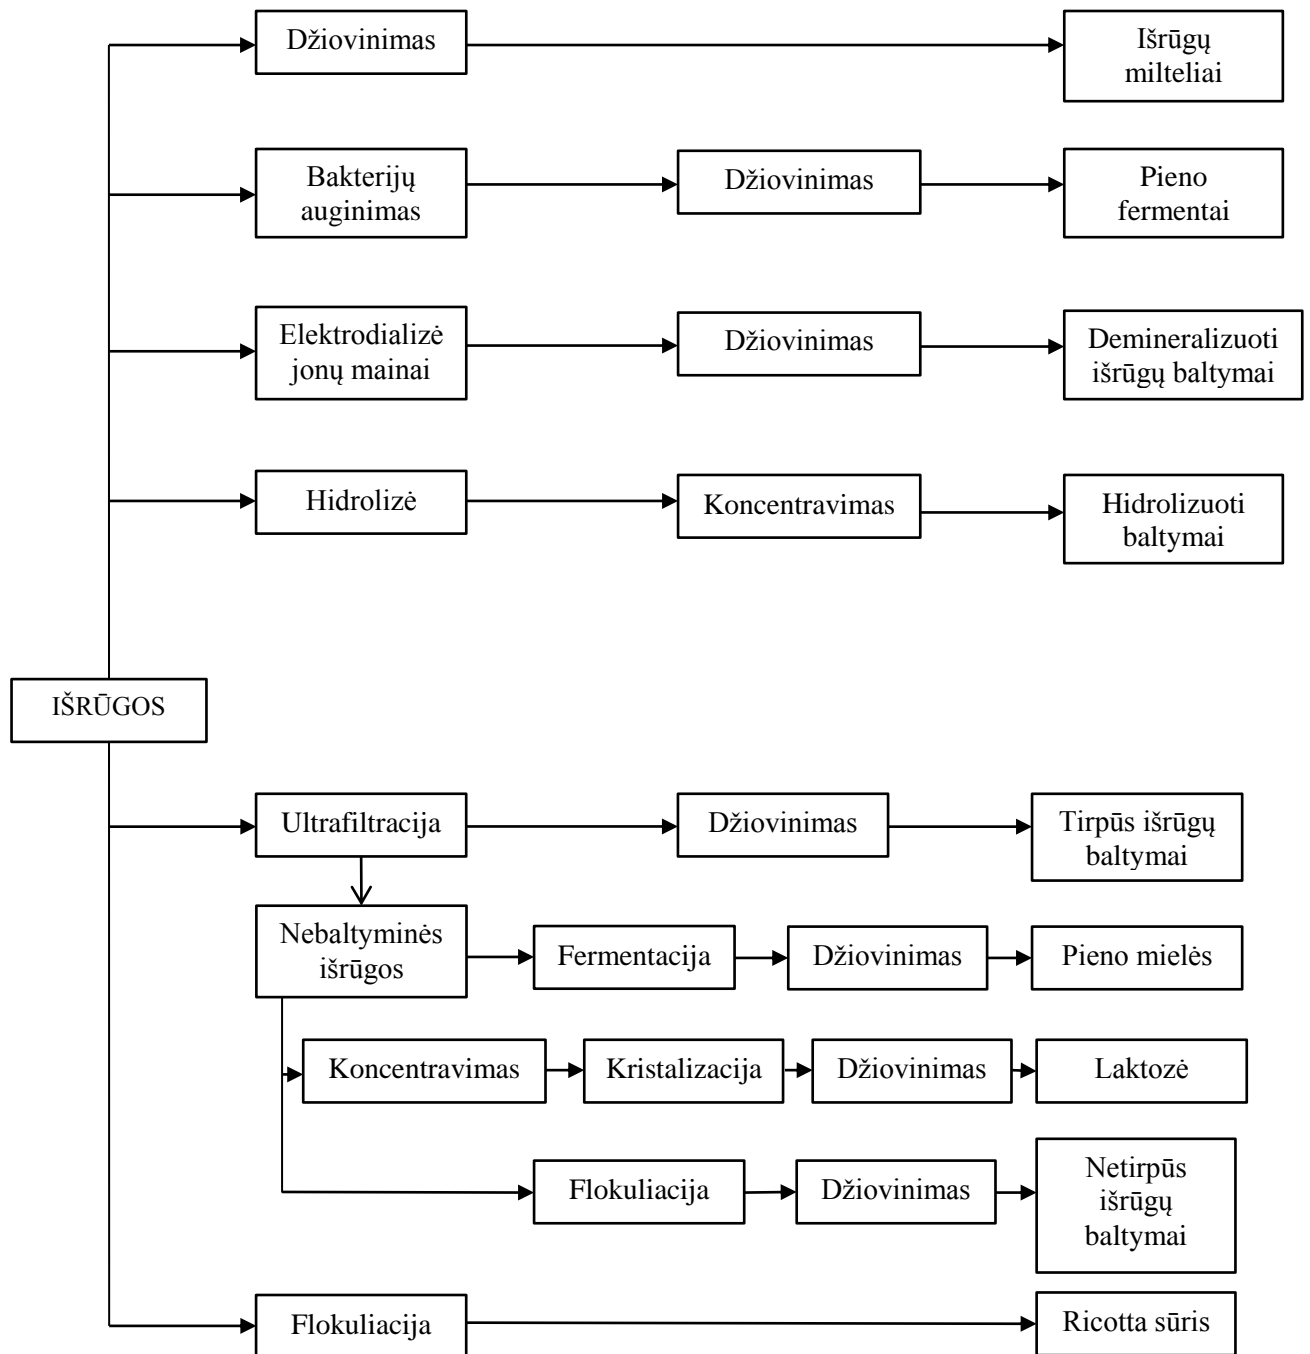 Džiovinimas
Išrūgų
milteliai
Bakterijų
auginimas
Džiovinimas
Pieno
fermentai
Elektrodializė
jonų mainai
Džiovinimas
Demineralizuoti
išrūgų baltymai
Hidrolizė
Koncentravimas
Hidrolizuoti
baltymai
IŠRŪGOS
Ultrafiltracija
Džiovinimas
Tirpūs išrūgų
baltymai
Nebaltyminės
išrūgos
Fermentacija
Džiovinimas
Pieno mielės
Koncentravimas
Kristalizacija
Džiovinimas
Laktozė
Flokuliacija
Džiovinimas
Netirpūs
išrūgų
baltymai
Flokuliacija
Ricotta sūris